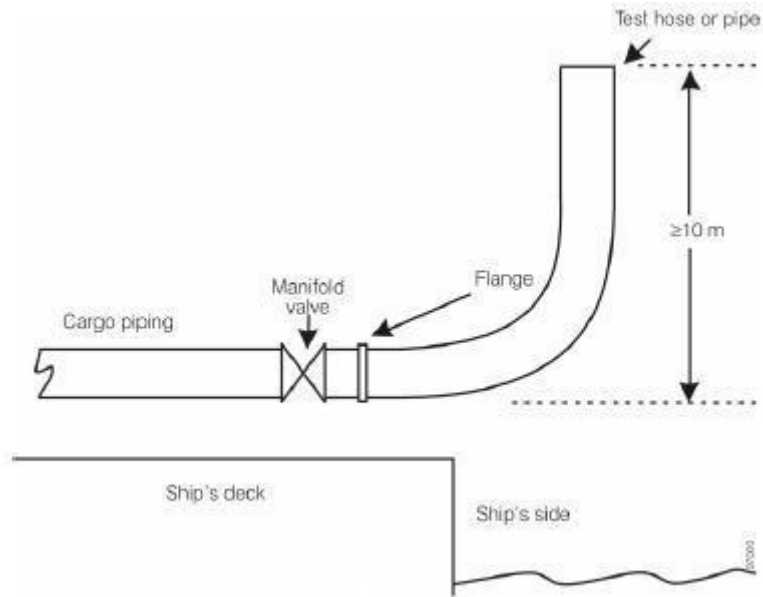 Test hose or pipe
≥10 m
Manifold
valve
Flange
Cargo piping
Ship's deck
Ship's side